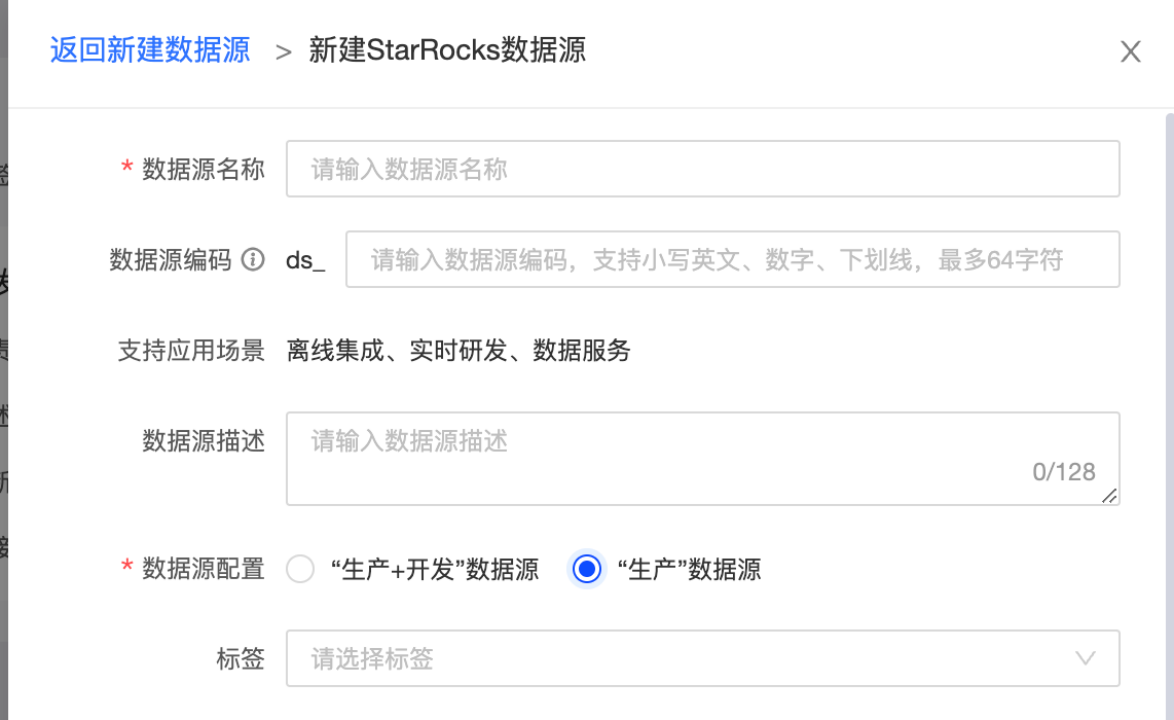 返回新建数据源 > 新建StarRocks数据源
* 数据源名称 请输入数据源名称
数据源编码 ds_ 请输入数据源编码，支持小写英文、数字、下划线，最多64字符
支持应用场景 离线集成、实时研发、数据服务
数据源描述 请输入数据源描述
0/128
* 数据源配置 “生产+开发”数据源 “生产”数据源
标签 请选择标签